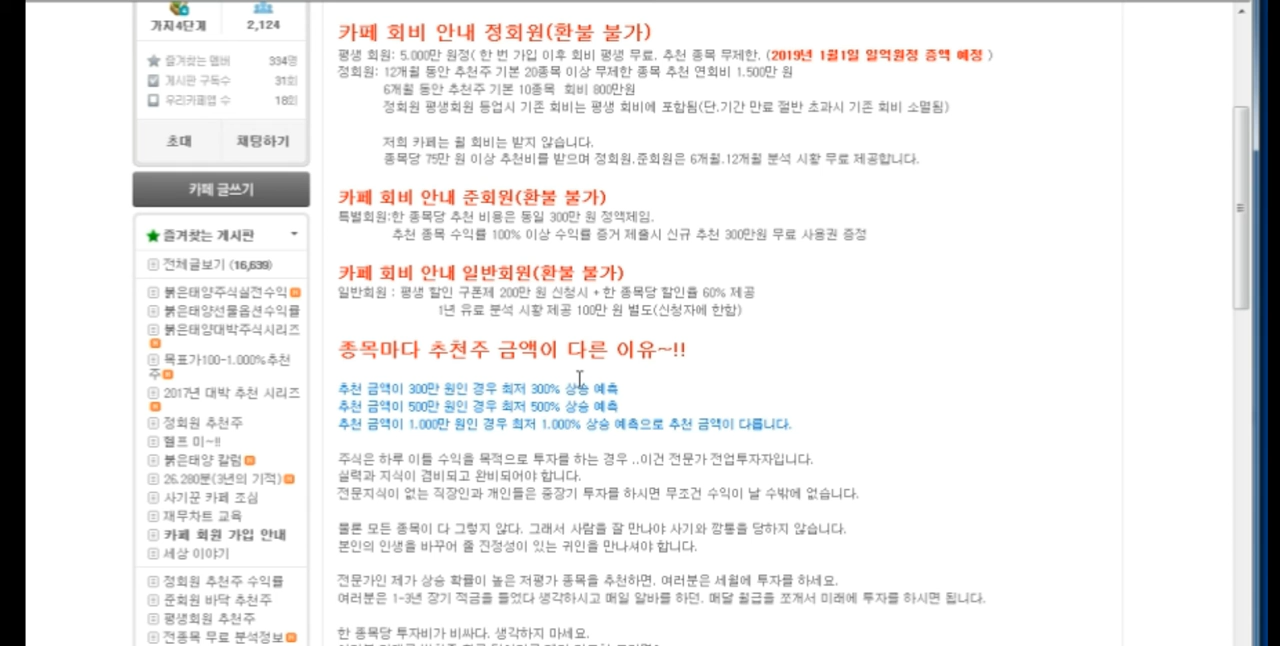 가지4단계
2,124
즐겨찾는 멤버 334명
게시판 구독수 31회
우리카페앱 수 18회
초대 채팅하기
카페 글쓰기
즐겨찾는 게시판
전체글보기 (16,639)
붉은태양주식실전수익
붉은태양선물옵션수익률
붉은태양대박주식시리즈
목표가100-1.000%추천
주
2017년 대박 추천 시리즈
정회원 추천주
헬프 미~!!
붉은태양 칼럼
26.280분(3년의 기적)
사기꾼 카페 조심
재무차트 교육
카페 회원 가입 안내
세상 이야기
정회원 추천주 수익률
준회원 바닥 추천주
평생회원 추천주
전종목 무료 분석정보
카페 회비 안내 정회원(환불 불가)
평생 회원: 5.000만 원정( 한 번 가입 이후 회비 평생 무료. 추천 종목 무제한. (2019년 1월1일 일억원정 증액 예정 )
정회원: 12개월 동안 추천주 기본 20종목 이상 무제한 종목 추천 연회비 1.500만 원
6개월 동안 추천주 기본 10종목 회비 800만원
정회원 평생회원 등업시 기존 회비는 평생 회비에 포함됨(단.기간 만료 절반 초과시 기존 회비 소멸됨)
저희 카페는 월 회비는 받지 않습니다.
종목당 75만 원 이상 추천비를 받으며 정회원.준회원은 6개월.12개월 분석 시황 무료 제공합니다.
카페 회비 안내 준회원(환불 불가)
특별회원:한 종목당 추천 비용은 동일 300만 원 정액제임.
추천 종목 수익률 100% 이상 수익률 증거 제출시 신규 추천 300만원 무료 사용권 증정
카페 회비 안내 일반회원(환불 불가)
일반회원 : 평생 할인 구폰제 200만 원 신청시 + 한 종목당 할인률 60% 제공
1년 유료 분석 시황 제공 100만 원 별도(신청자에 한함)
종목마다 추천주 금액이 다른 이유~!!
추천 금액이 300만 원인 경우 최저 300% 상승 예측
추천 금액이 500만 원인 경우 최저 500% 상승 예측
추천 금액이 1.000만 원인 경우 최저 1.000% 상승 예측으로 추천 금액이 다릅니다.
주식은 하루 이틀 수익을 목적으로 투자를 하는 경우 ..이건 전문가 전업투자자입니다.
실력과 지식이 겸비되고 완비되어야 합니다.
전문지식이 없는 직장인과 개인들은 중장기 투자를 하시면 무조건 수익이 날 수밖에 없습니다.
물론 모든 종목이 다 그렇지 않다. 그래서 사람을 잘 만나야 사기와 깡통을 당하지 않습니다.
본인의 인생을 바꾸어 줄 진정성이 있는 귀인을 만나셔야 합니다.
전문가인 제가 상승 확률이 높은 저평가 종목을 추천하면. 여러분은 세월에 투자를 하세요.
여러분은 1-3년 장기 적금을 들었다 생각하시고 매일 알바를 하던. 매달 월급을 쪼개서 미래에 투자를 하시면 됩니다.
한 종목당 투자비가 비싸다. 생각하지 마세요.